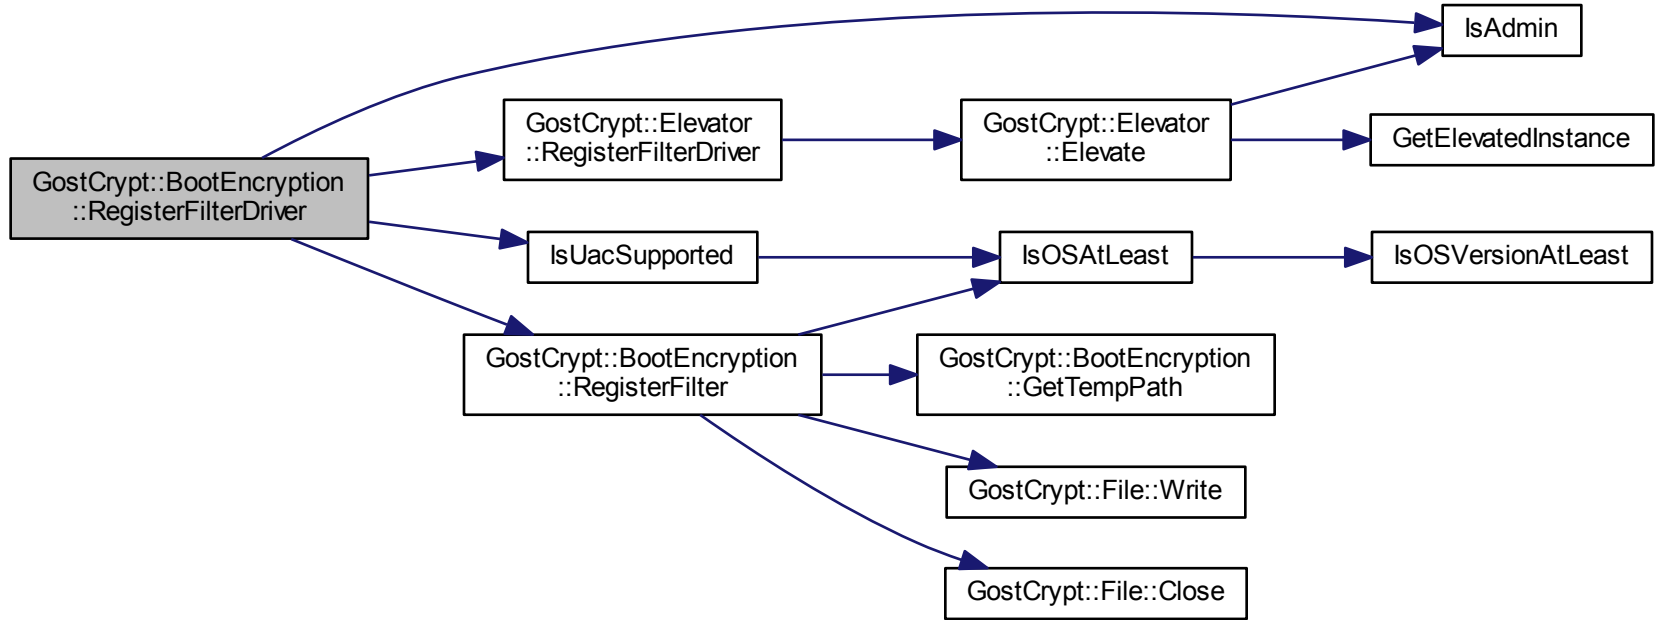 IsAdmin
GostCrypt::Elevator
::RegisterFilterDriver
GostCrypt::Elevator
::Elevate
GetElevatedInstance
GostCrypt::BootEncryption
::RegisterFilterDriver
IsUacSupported
IsOSAtLeast
IsOSVersionAtLeast
GostCrypt::BootEncryption
::RegisterFilter
GostCrypt::BootEncryption
::GetTempPath
GostCrypt::File::Write
GostCrypt::File::Close